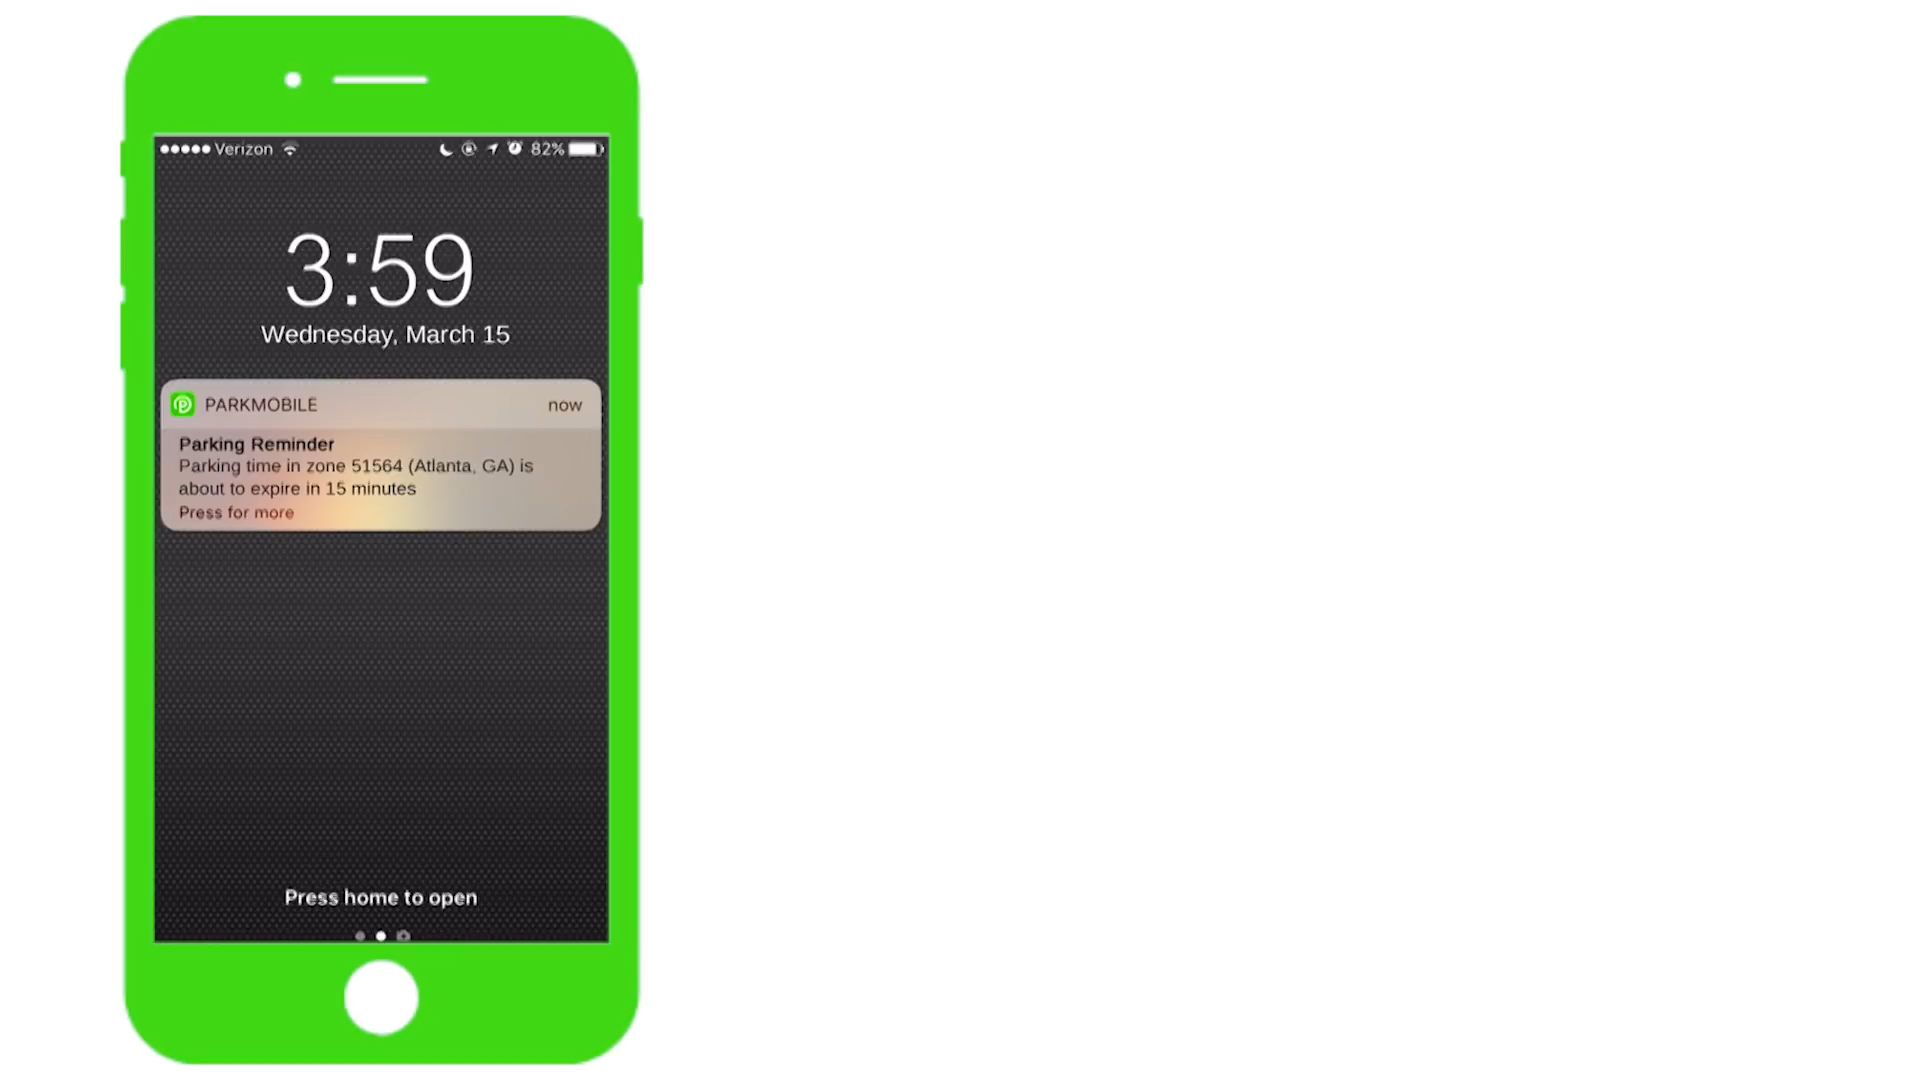 Verizon 82%
3:59
Wednesday, March 15
PARKMOBILE now
Parking Reminder
Parking time in zone 51564 (Atlanta, GA) is
about to expire in 15 minutes
Press for more
Press home to open